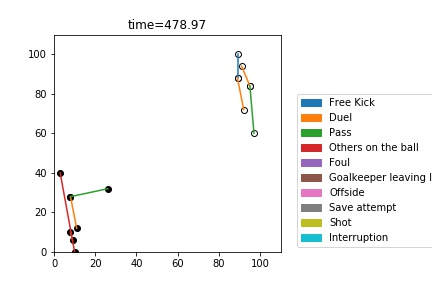 time=478.97
100
80
60
40
20
0
0 20 40 60 80 100
Free Kick
Duel
Pass
Others on the ball
Foul
Goalkeeper leaving l
Offside
Save attempt
Shot
Interruption